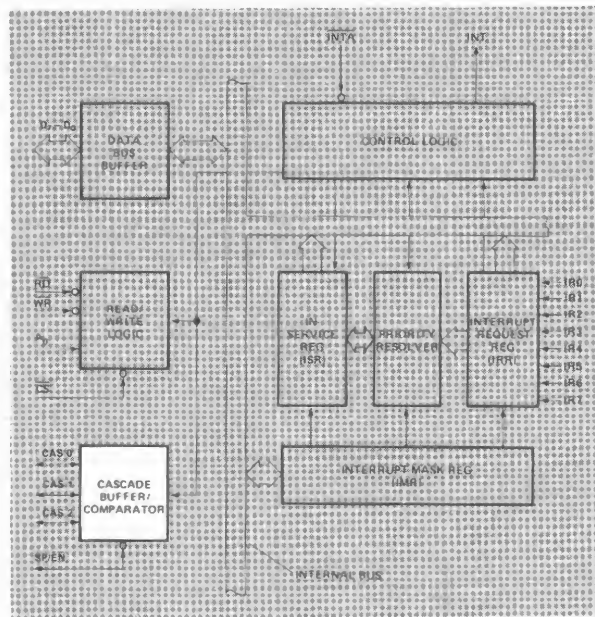 INTA
INT
D7–D0
DATA
BUS
BUFFER
CONTROL LOGIC
RD
WR
A0
CS
READ/
WRITE
LOGIC
IN
SERVICE
REG
(ISR)
PRIORITY
RESOLVER
INTERRUPT
REQUEST
REG
(IRR)
IR0
IR1
IR2
IR3
IR4
IR5
IR6
IR7
CAS 0
CAS 1
CAS 2
CASCADE
BUFFER/
COMPARATOR
INTERRUPT MASK REG
(IMR)
SP/EN
INTERNAL BUS